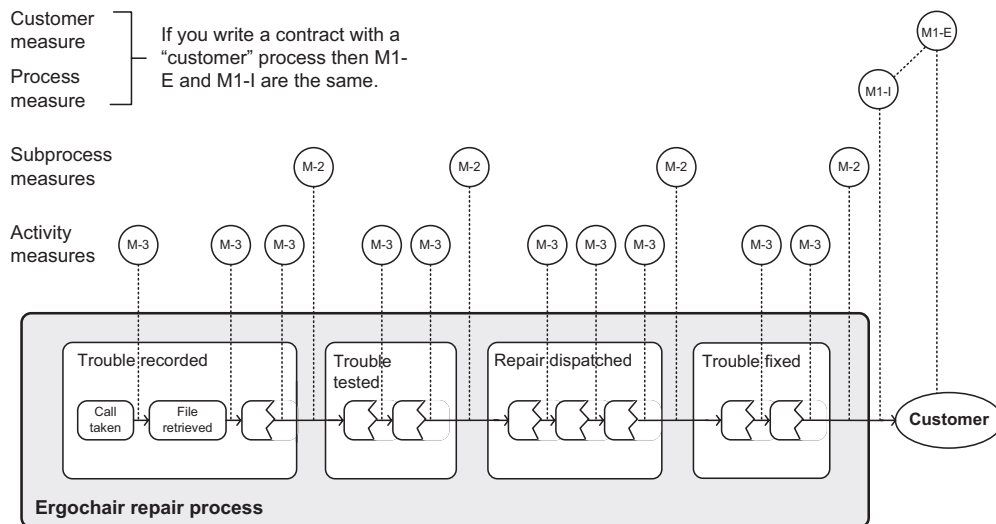 Customer
measure
Process
measure
If you write a contract with a
“customer” process then M1-
E and M1-I are the same.
M1-E
M1-I
Subprocess
measures
M-2
M-2
M-2
M-2
Activity
measures
M-3
M-3
M-3
M-3
M-3
M-3
M-3
M-3
M-3
M-3
Trouble recorded
Call
taken
File
retrieved
Trouble
tested
Repair dispatched
Trouble fixed
Customer
Ergochair repair process